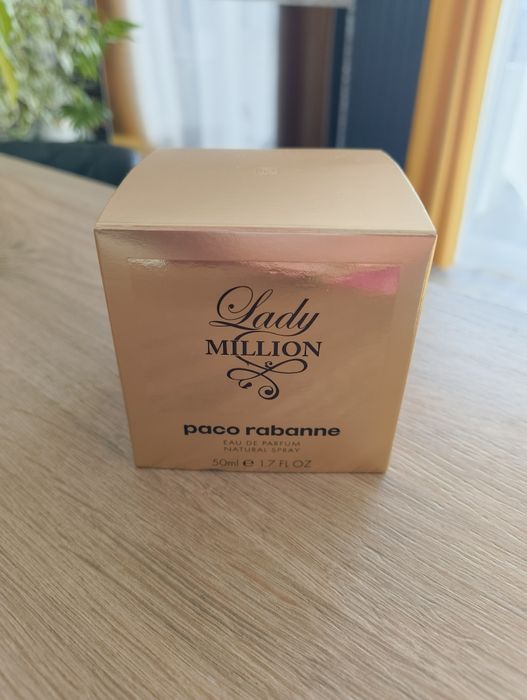 Lady
MILLION
paco rabanne
EAU DE PARFUM
NATURAL SPRAY
50ml ℮ 1.7 FL OZ